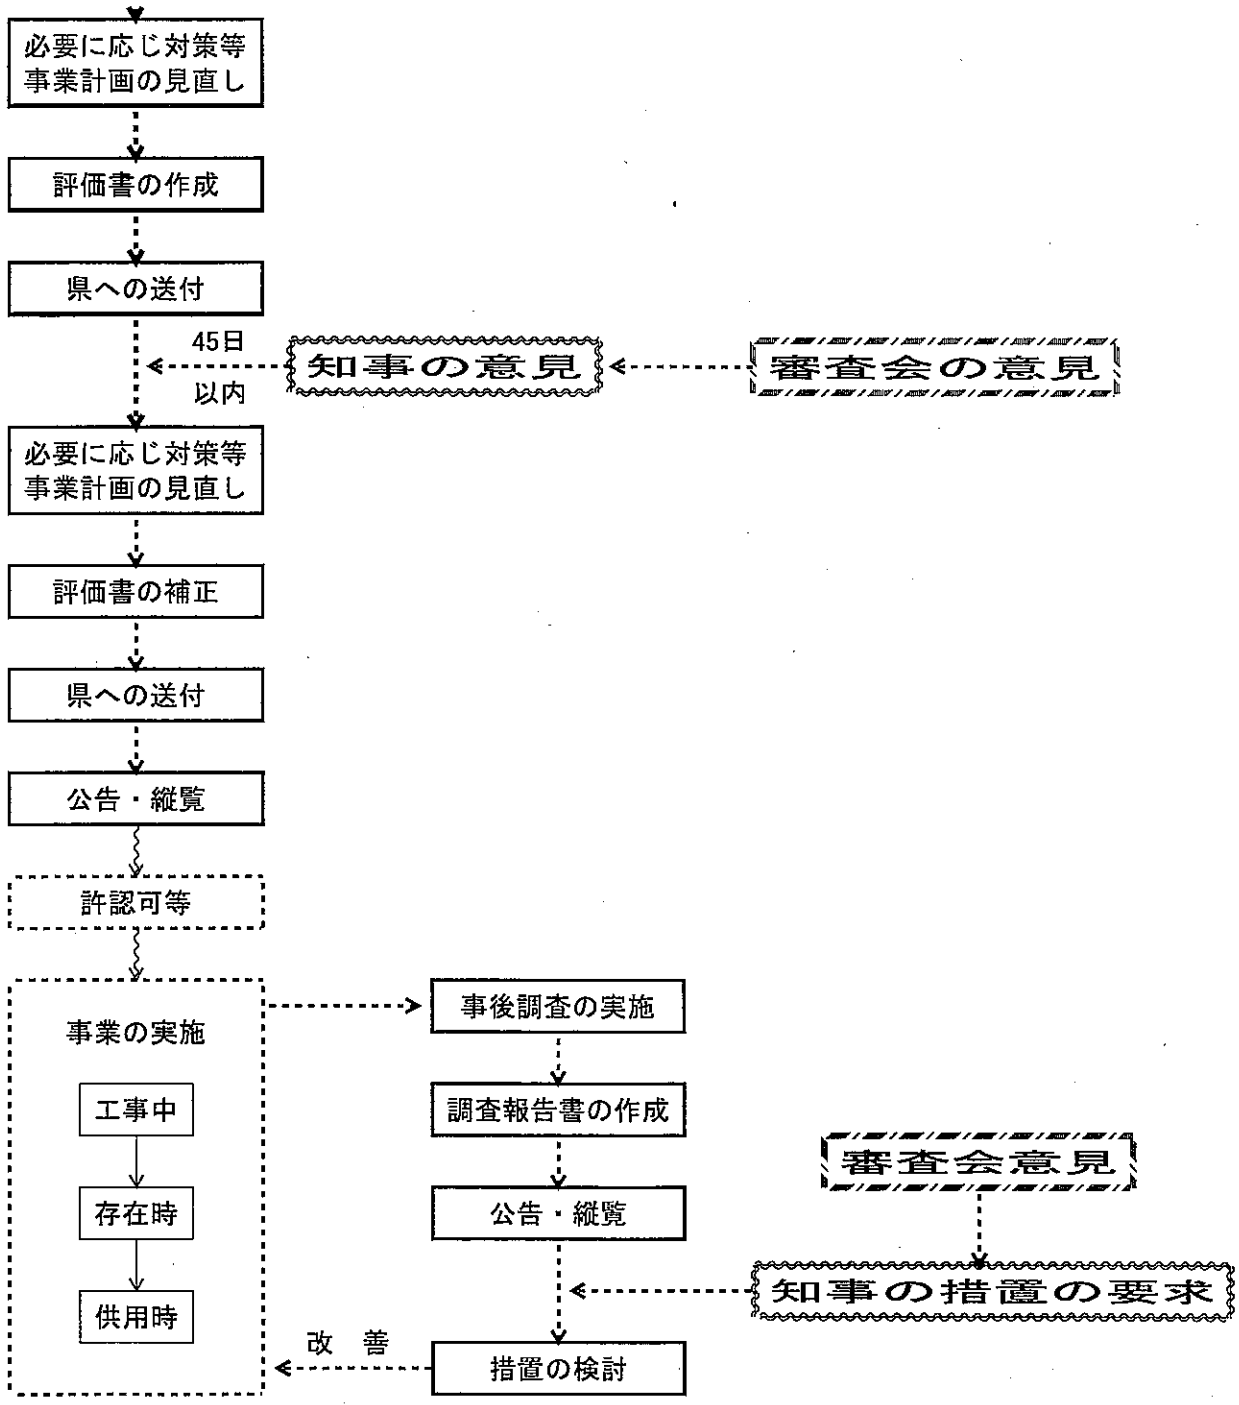 必要に応じ対策等
事業計画の見直し
評価書の作成
県への送付
45日
以内
知事の意見
審査会の意見
必要に応じ対策等
事業計画の見直し
評価書の補正
県への送付
公告・縦覧
許認可等
事業の実施
工事中
存在時
供用時
事後調査の実施
調査報告書の作成
公告・縦覧
審査会意見
知事の措置の要求
措置の検討
改 善